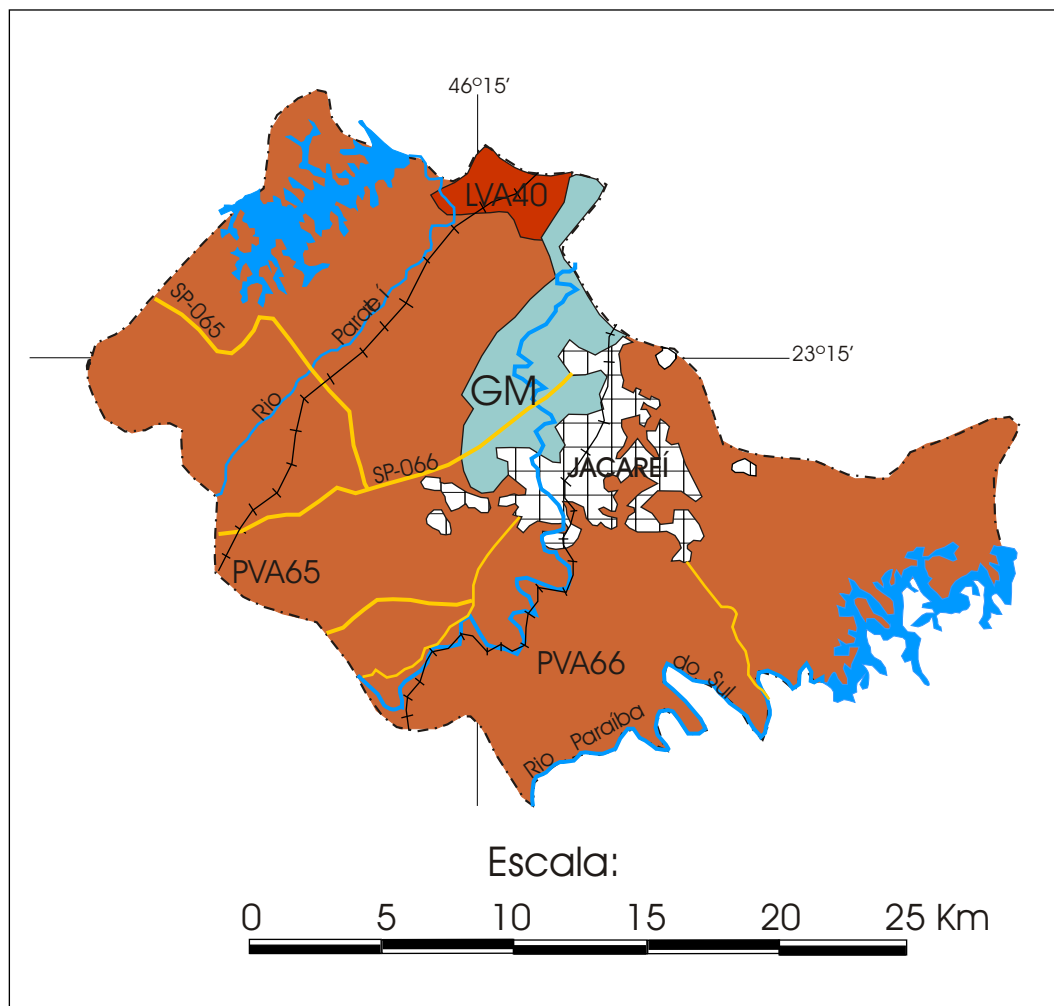 46º15’
LVA40
SP-065
Rio Parateí
23º15’
GM
SP-066
JACAREÍ
PVA65
PVA66
Rio Paraíba do Sul
Escala:
0 5 10 15 20 25 Km